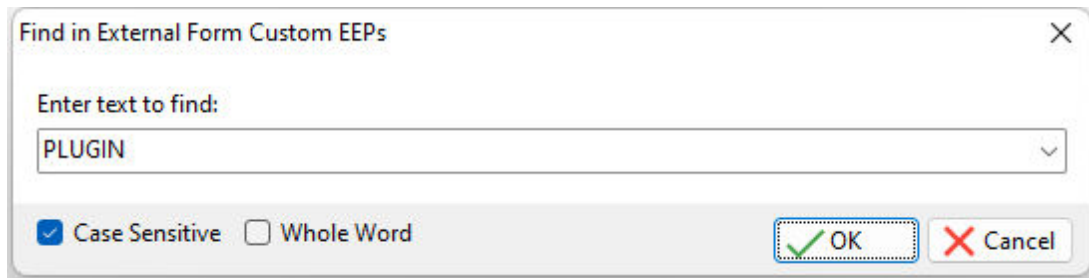 Find in External Form Custom EEPs
Enter text to find:
PLUGIN
Case Sensitive Whole Word OK Cancel